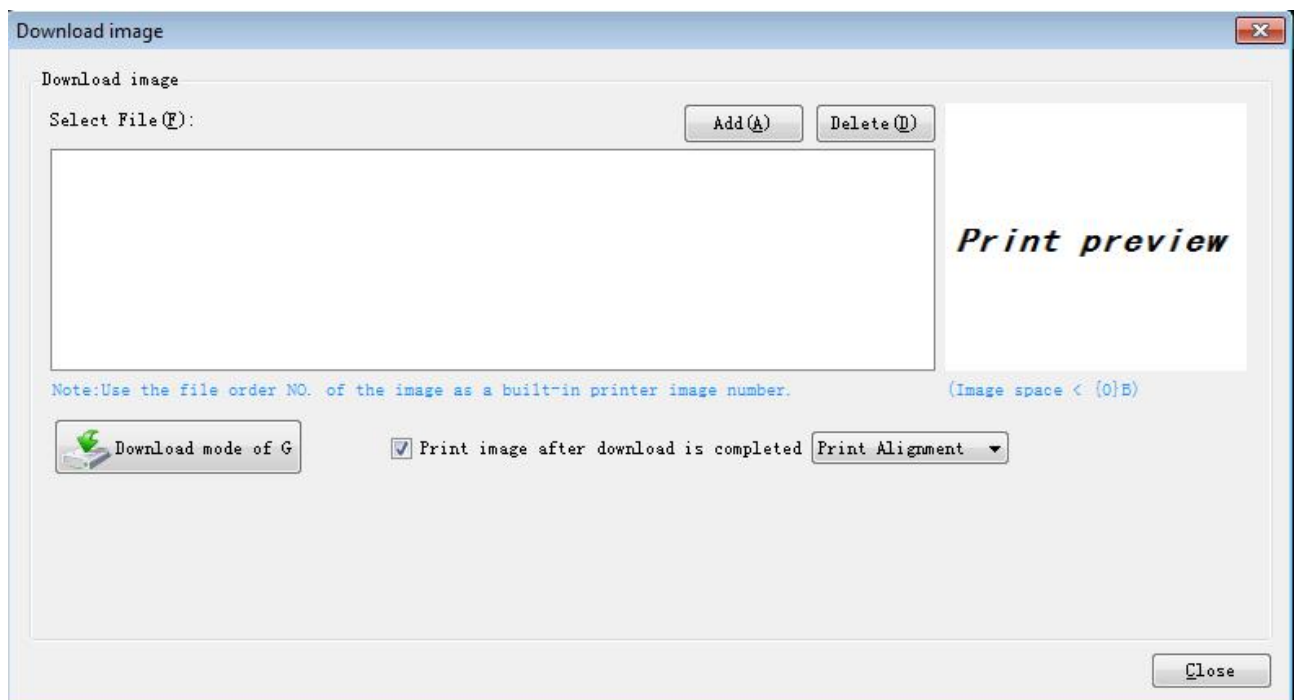 Download image
Download image
Select File(F):
Add(A)
Delete(D)
Print preview
Note:Use the file order NO. of the image as a built-in printer image number.
(Image space < {0}B)
Download mode of G
Print image after download is completed
Print Alignment
Close